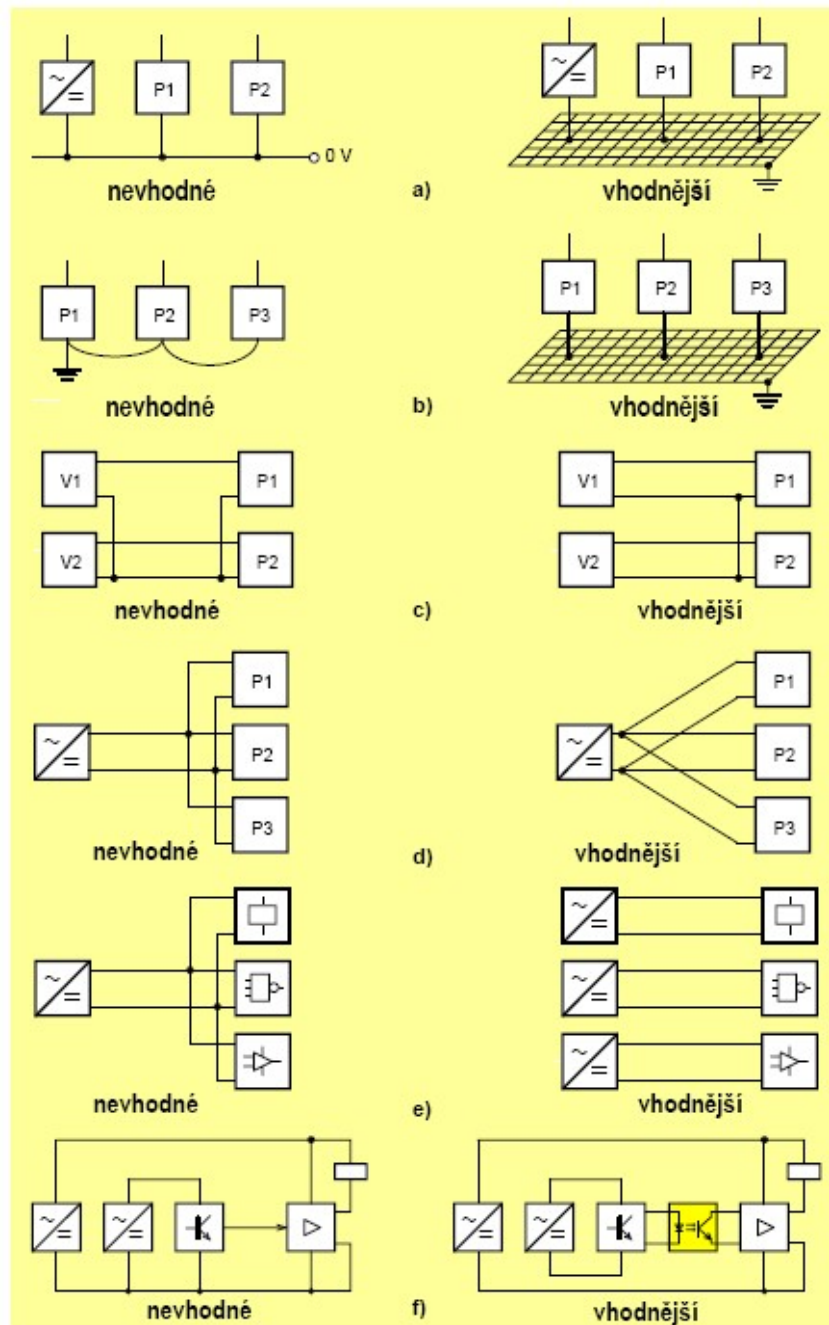 P1 P2 P1 P2
0 V
nevhodné a) vhodnější
P1 P2 P3 P1 P2 P3
nevhodné b) vhodnější
V1 P1 V1 P1
V2 P2 V2 P2
nevhodné c) vhodnější
P1 P1
P2 P2
P3 P3
nevhodné d) vhodnější
nevhodné e) vhodnější
nevhodné f) vhodnější